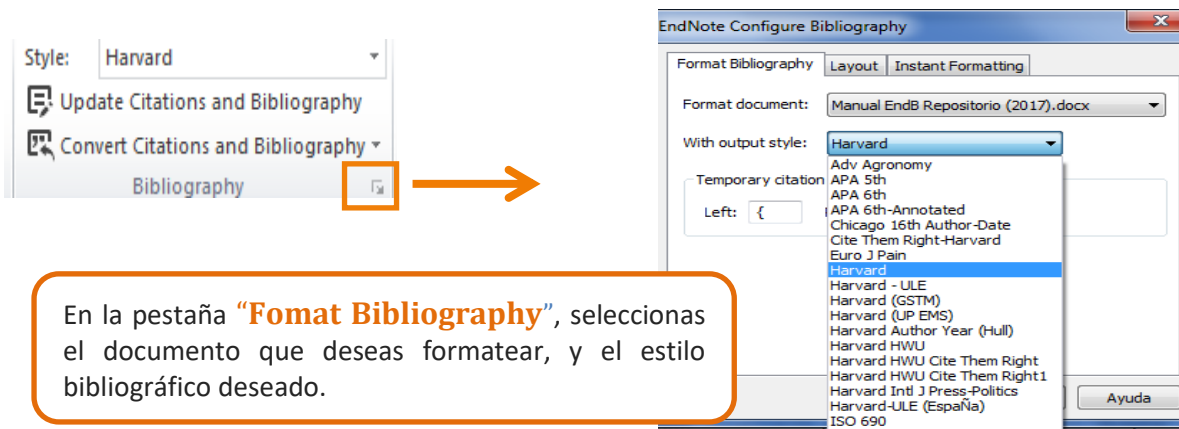 Style: Harvard
Update Citations and Bibliography
Convert Citations and Bibliography
Bibliography
EndNote Configure Bibliography
Format Bibliography Layout Instant Formatting
Format document: Manual EndB Repositorio (2017).docx
With output style: Harvard
Adv Agronomy
Temporary citation
APA 5th
APA 6th
Left: {
APA 6th-Annotated
Chicago 16th Author-Date
Cite Them Right-Harvard
Euro J Pain
Harvard
Harvard - ULE
Harvard (GSTM)
Harvard (UP EMS)
Harvard Author Year (Hull)
Harvard HWU
Harvard HWU Cite Them Right
Harvard HWU Cite Them Right1
Harvard Intl J Press-Politics
Harvard-ULE (EspaÑa)
ISO 690
Ayuda
En la pestaña “Fomat Bibliography”, seleccionas
el documento que deseas formatear, y el estilo
bibliográfico deseado.